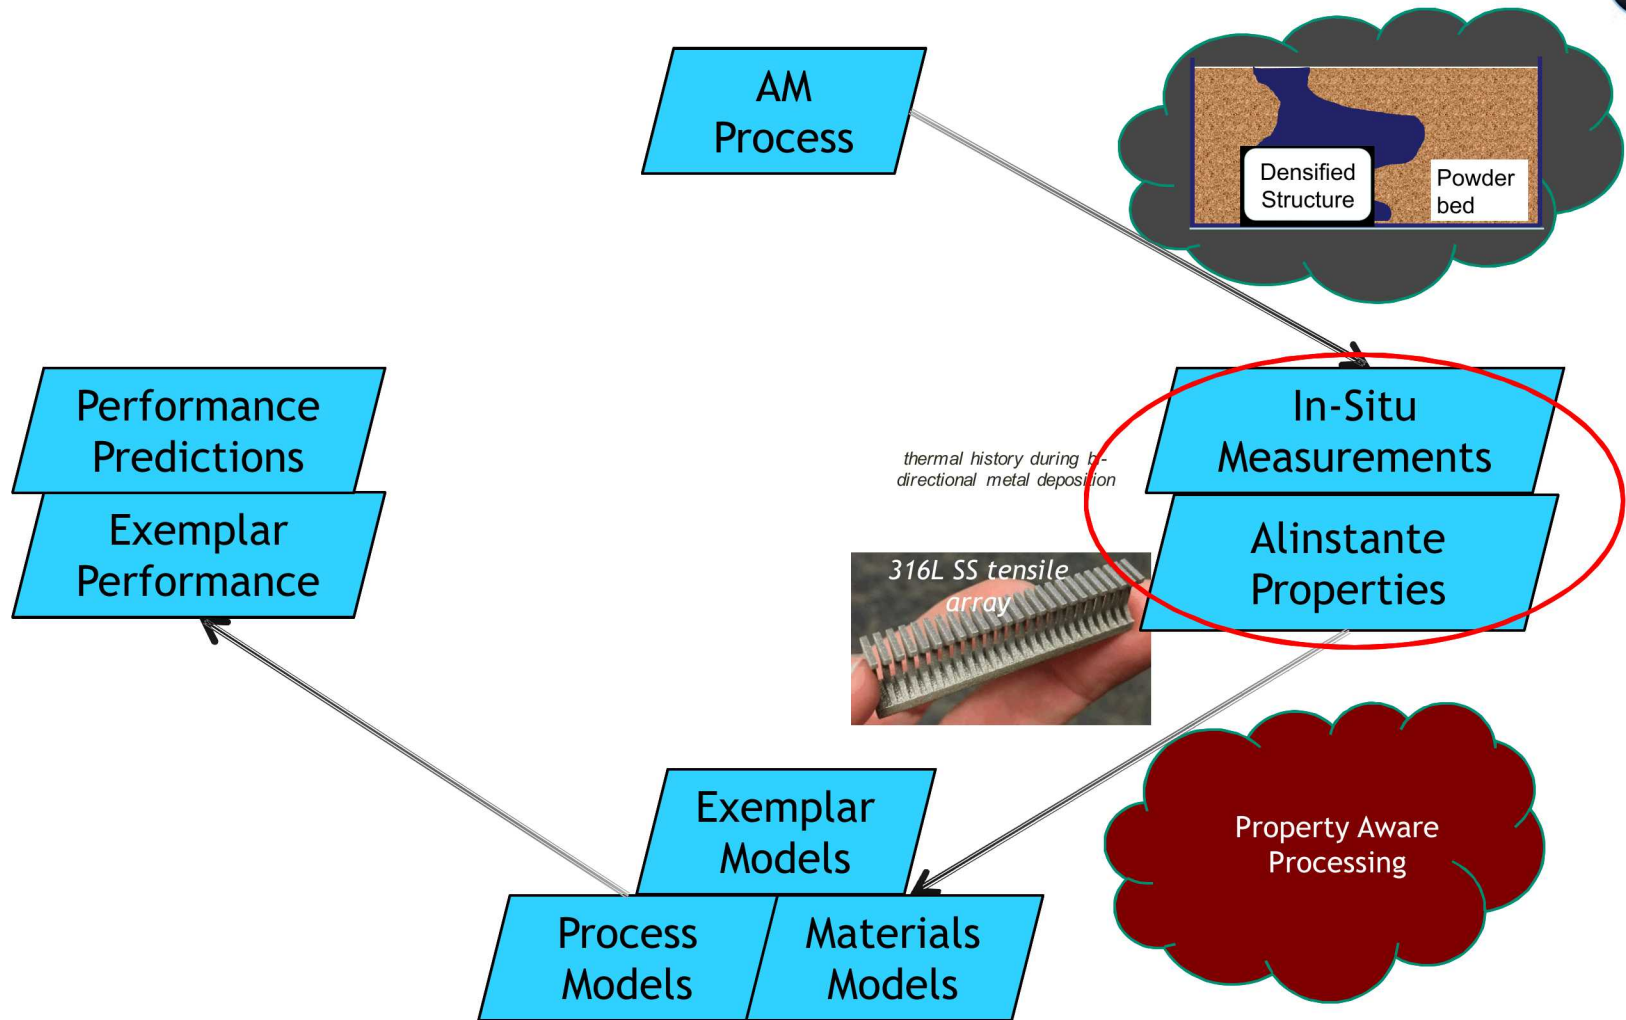 AM
Process
Densified
Structure
Powder
bed
In-Situ
Measurements
Alinstante
Properties
thermal history during bi-
directional metal deposition
316L SS tensile
array
Performance
Predictions
Exemplar
Performance
Exemplar
Models
Process
Models
Materials
Models
Property Aware
Processing